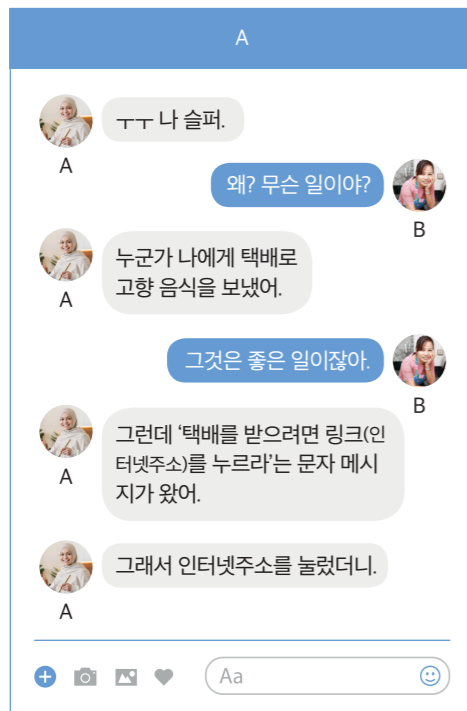 A
ㅜㅜ 나 슬퍼.
A
왜? 무슨 일이야?
B
누군가 나에게 택배로
고향 음식을 보냈어.
A
그것은 좋은 일이잖아.
B
그런데 ‘택배를 받으려면 링크(인
터넷주소)를 누르라’는 문자 메시
지가 왔어.
A
그래서 인터넷주소를 눌렀더니.
A
Aa